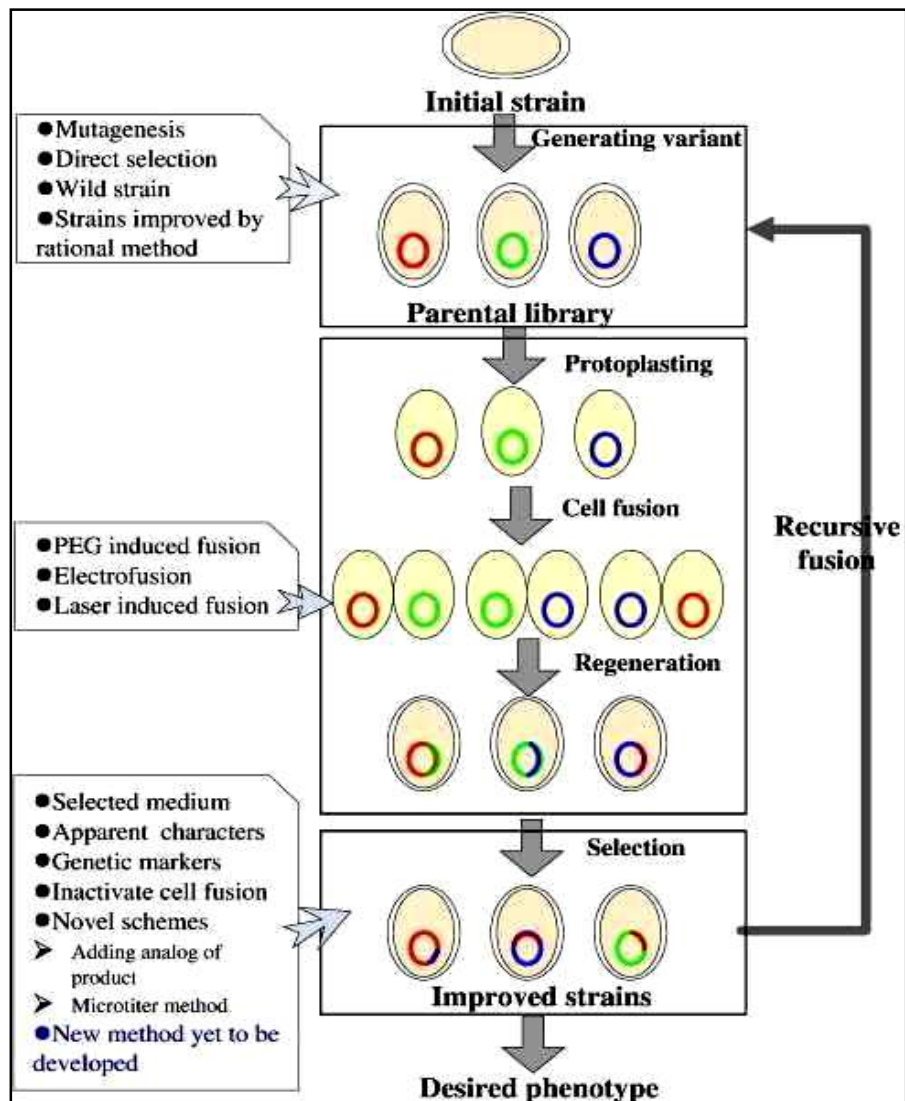 Initial strain
Generating variant
●Mutagenesis
●Direct selection
●Wild strain
●Strains improved by
rational method
Parental library
Protoplasting
Cell fusion
●PEG induced fusion
●Electrofusion
●Laser induced fusion
Recursive
fusion
Regeneration
●Selected medium
●Apparent characters
●Genetic markers
●Inactivate cell fusion
●Novel schemes
➤ Adding analog of
product
➤ Microtiter method
●New method yet to be
developed
Selection
Improved strains
Desired phenotype